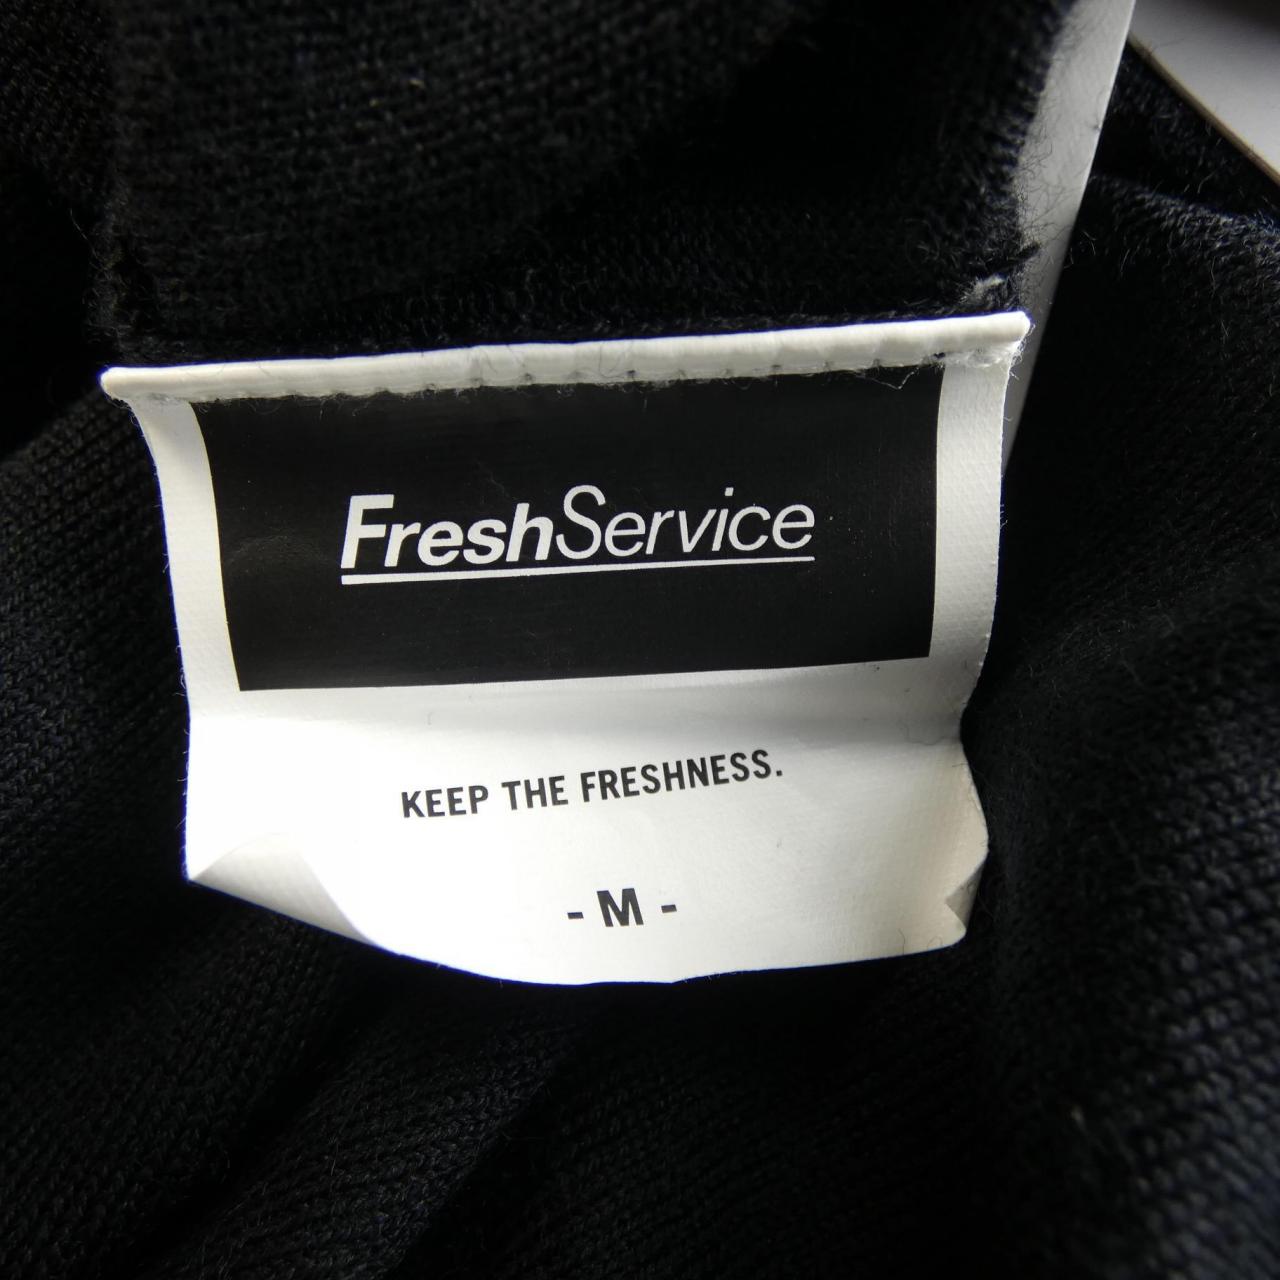 FreshService
KEEP THE FRESHNESS.
- M -